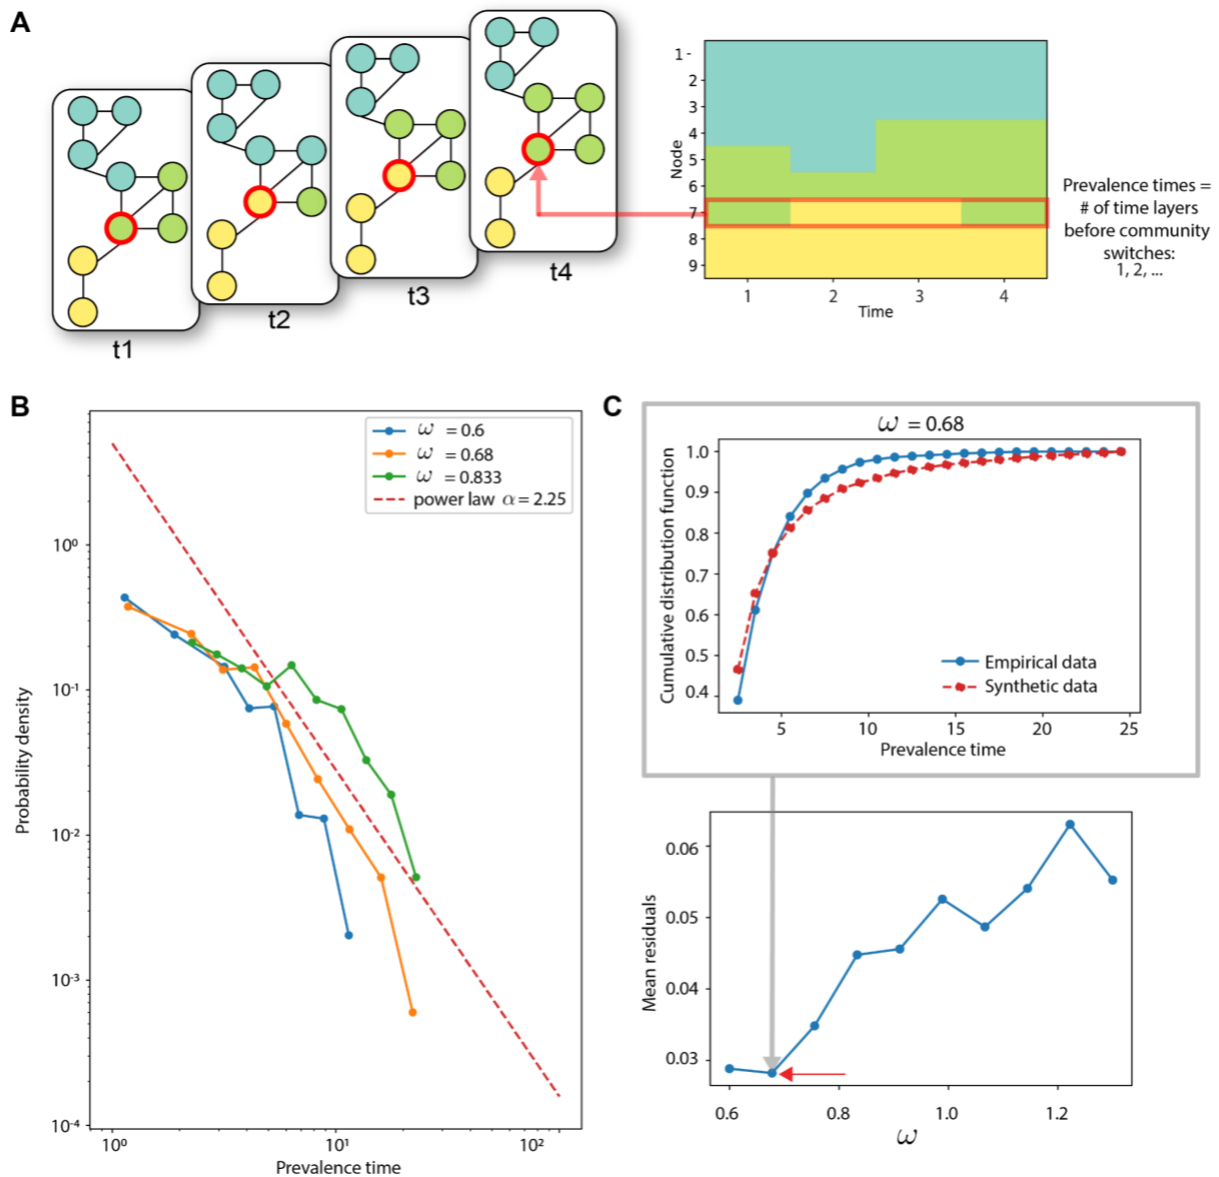 A
t1
t2
t3
t4
Node
1 -
2
3
4
5
6
7
8
9
1
2
3
4
Time
Prevalence times =
# of time layers
before community
switches:
1, 2, ...
B
ω = 0.6
ω = 0.68
ω = 0.833
power law α = 2.25
Probability density
10⁰
10⁻¹
10⁻²
10⁻³
10⁻⁴
10⁰
10¹
10²
Prevalence time
C
ω = 0.68
Cumulative distribution function
1.0
0.9
0.8
0.7
0.6
0.5
0.4
Empirical data
Synthetic data
5
10
15
20
25
Prevalence time
Mean residuals
0.06
0.05
0.04
0.03
0.6
0.8
1.0
1.2
ω